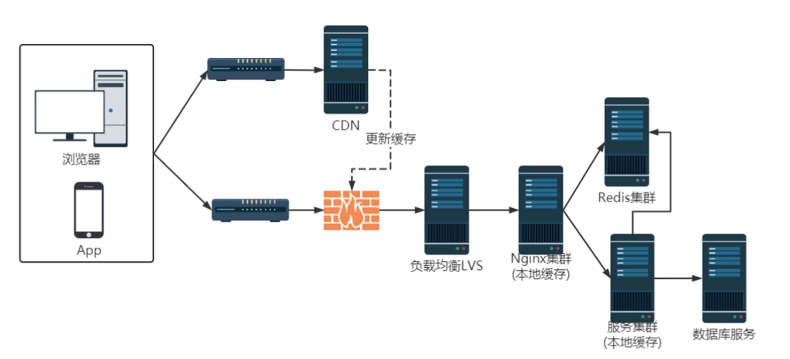 CDN
更新缓存
浏览器
App
负载均衡LVS
Nginx集群
(本地缓存)
Redis集群
服务集群
(本地缓存)
数据库服务